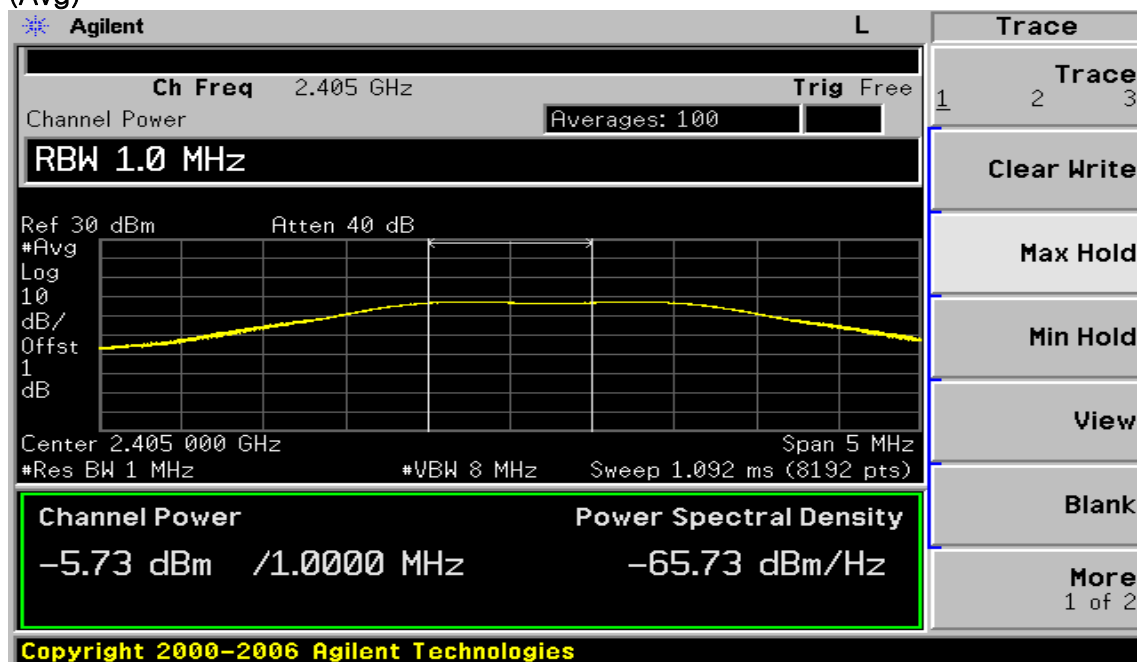 (Avg)
Agilent L Trace
Ch Freq 2.405 GHz Trig Free
Channel Power Averages: 100
RBW 1.0 MHz
Ref 30 dBm Atten 40 dB
#Avg
Log
10
dB/
Offst
1
dB
Center 2.405 000 GHz Span 5 MHz
#Res BW 1 MHz #VBW 8 MHz Sweep 1.092 ms (8192 pts)
Channel Power Power Spectral Density
-5.73 dBm /1.0000 MHz -65.73 dBm/Hz
Copyright 2000-2006 Agilent Technologies
Trace
1 2 3
Clear Write
Max Hold
Min Hold
View
Blank
More
1 of 2